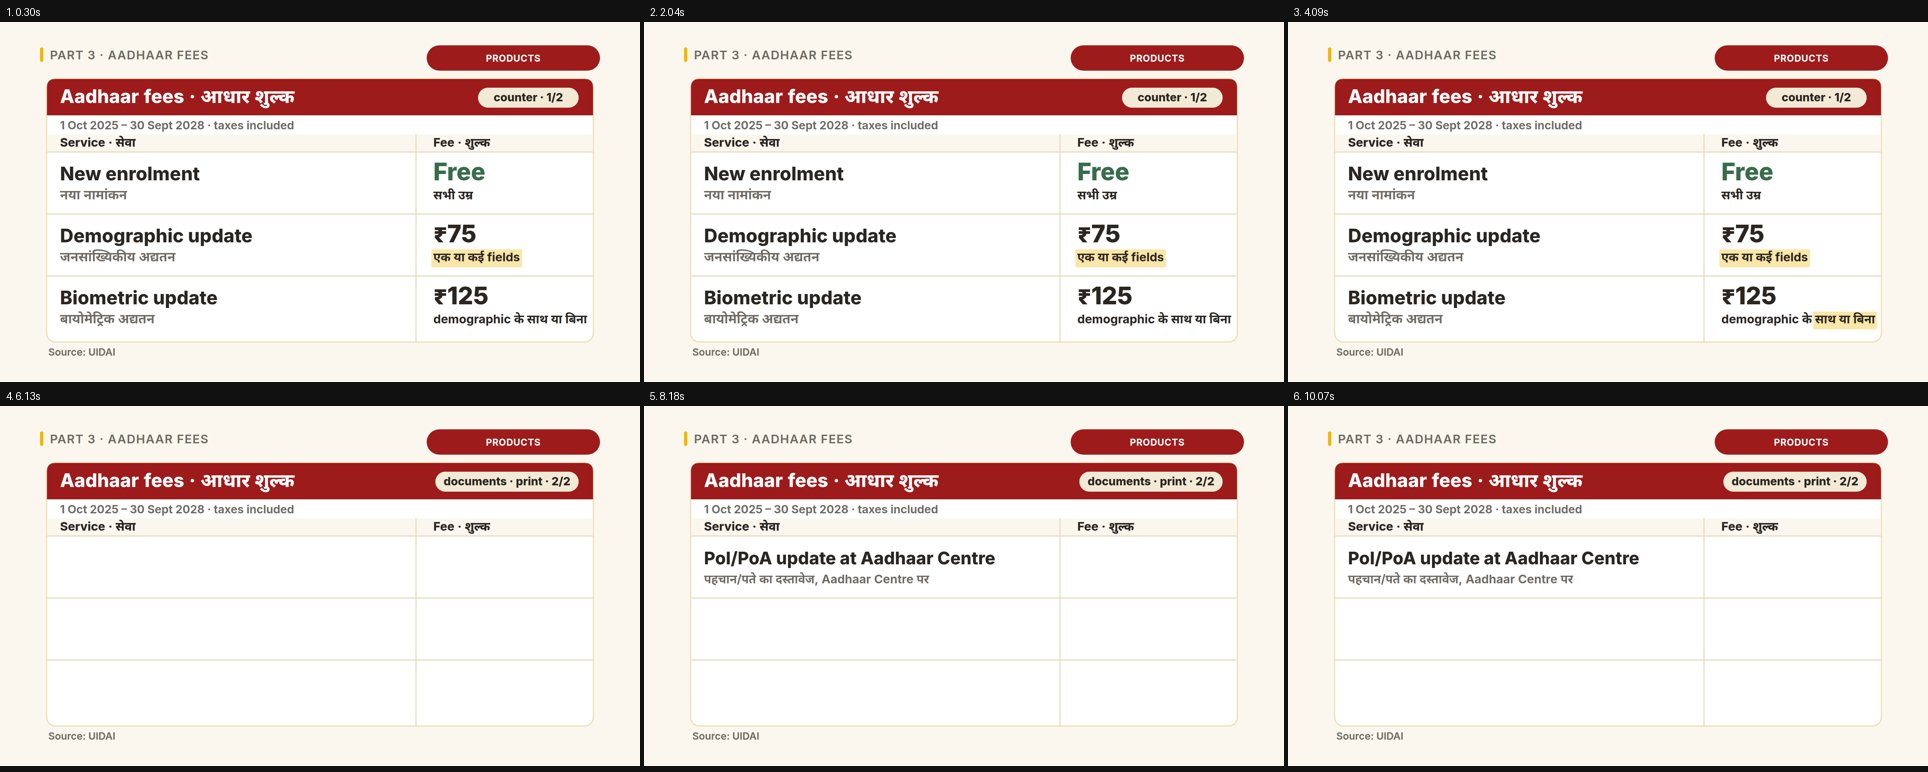 1. 0.30s
PART 3 · AADHAAR FEES
PRODUCTS
Aadhaar fees · आधार शुल्क
counter · 1/2
1 Oct 2025 – 30 Sept 2028 · taxes included
Service · सेवा
Fee · शुल्क
New enrolment
नया नामांकन
Free
सभी उम्र
Demographic update
जनसांख्यिकीय अद्यतन
₹75
एक या कई fields
Biometric update
बायोमेट्रिक अद्यतन
₹125
demographic के साथ या बिना
Source: UIDAI
2. 2.04s
PART 3 · AADHAAR FEES
PRODUCTS
Aadhaar fees · आधार शुल्क
counter · 1/2
1 Oct 2025 – 30 Sept 2028 · taxes included
Service · सेवा
Fee · शुल्क
New enrolment
नया नामांकन
Free
सभी उम्र
Demographic update
जनसांख्यिकीय अद्यतन
₹75
एक या कई fields
Biometric update
बायोमेट्रिक अद्यतन
₹125
demographic के साथ या बिना
Source: UIDAI
3. 4.09s
PART 3 · AADHAAR FEES
PRODUCTS
Aadhaar fees · आधार शुल्क
counter · 1/2
1 Oct 2025 – 30 Sept 2028 · taxes included
Service · सेवा
Fee · शुल्क
New enrolment
नया नामांकन
Free
सभी उम्र
Demographic update
जनसांख्यिकीय अद्यतन
₹75
एक या कई fields
Biometric update
बायोमेट्रिक अद्यतन
₹125
demographic के साथ या बिना
Source: UIDAI
4. 6.13s
PART 3 · AADHAAR FEES
PRODUCTS
Aadhaar fees · आधार शुल्क
documents · print · 2/2
1 Oct 2025 – 30 Sept 2028 · taxes included
Service · सेवा
Fee · शुल्क
Source: UIDAI
5. 8.18s
PART 3 · AADHAAR FEES
PRODUCTS
Aadhaar fees · आधार शुल्क
documents · print · 2/2
1 Oct 2025 – 30 Sept 2028 · taxes included
Service · सेवा
Fee · शुल्क
PoI/PoA update at Aadhaar Centre
पहचान/पते का दस्तावेज, Aadhaar Centre पर
Source: UIDAI
6. 10.07s
PART 3 · AADHAAR FEES
PRODUCTS
Aadhaar fees · आधार शुल्क
documents · print · 2/2
1 Oct 2025 – 30 Sept 2028 · taxes included
Service · सेवा
Fee · शुल्क
PoI/PoA update at Aadhaar Centre
पहचान/पते का दस्तावेज, Aadhaar Centre पर
Source: UIDAI